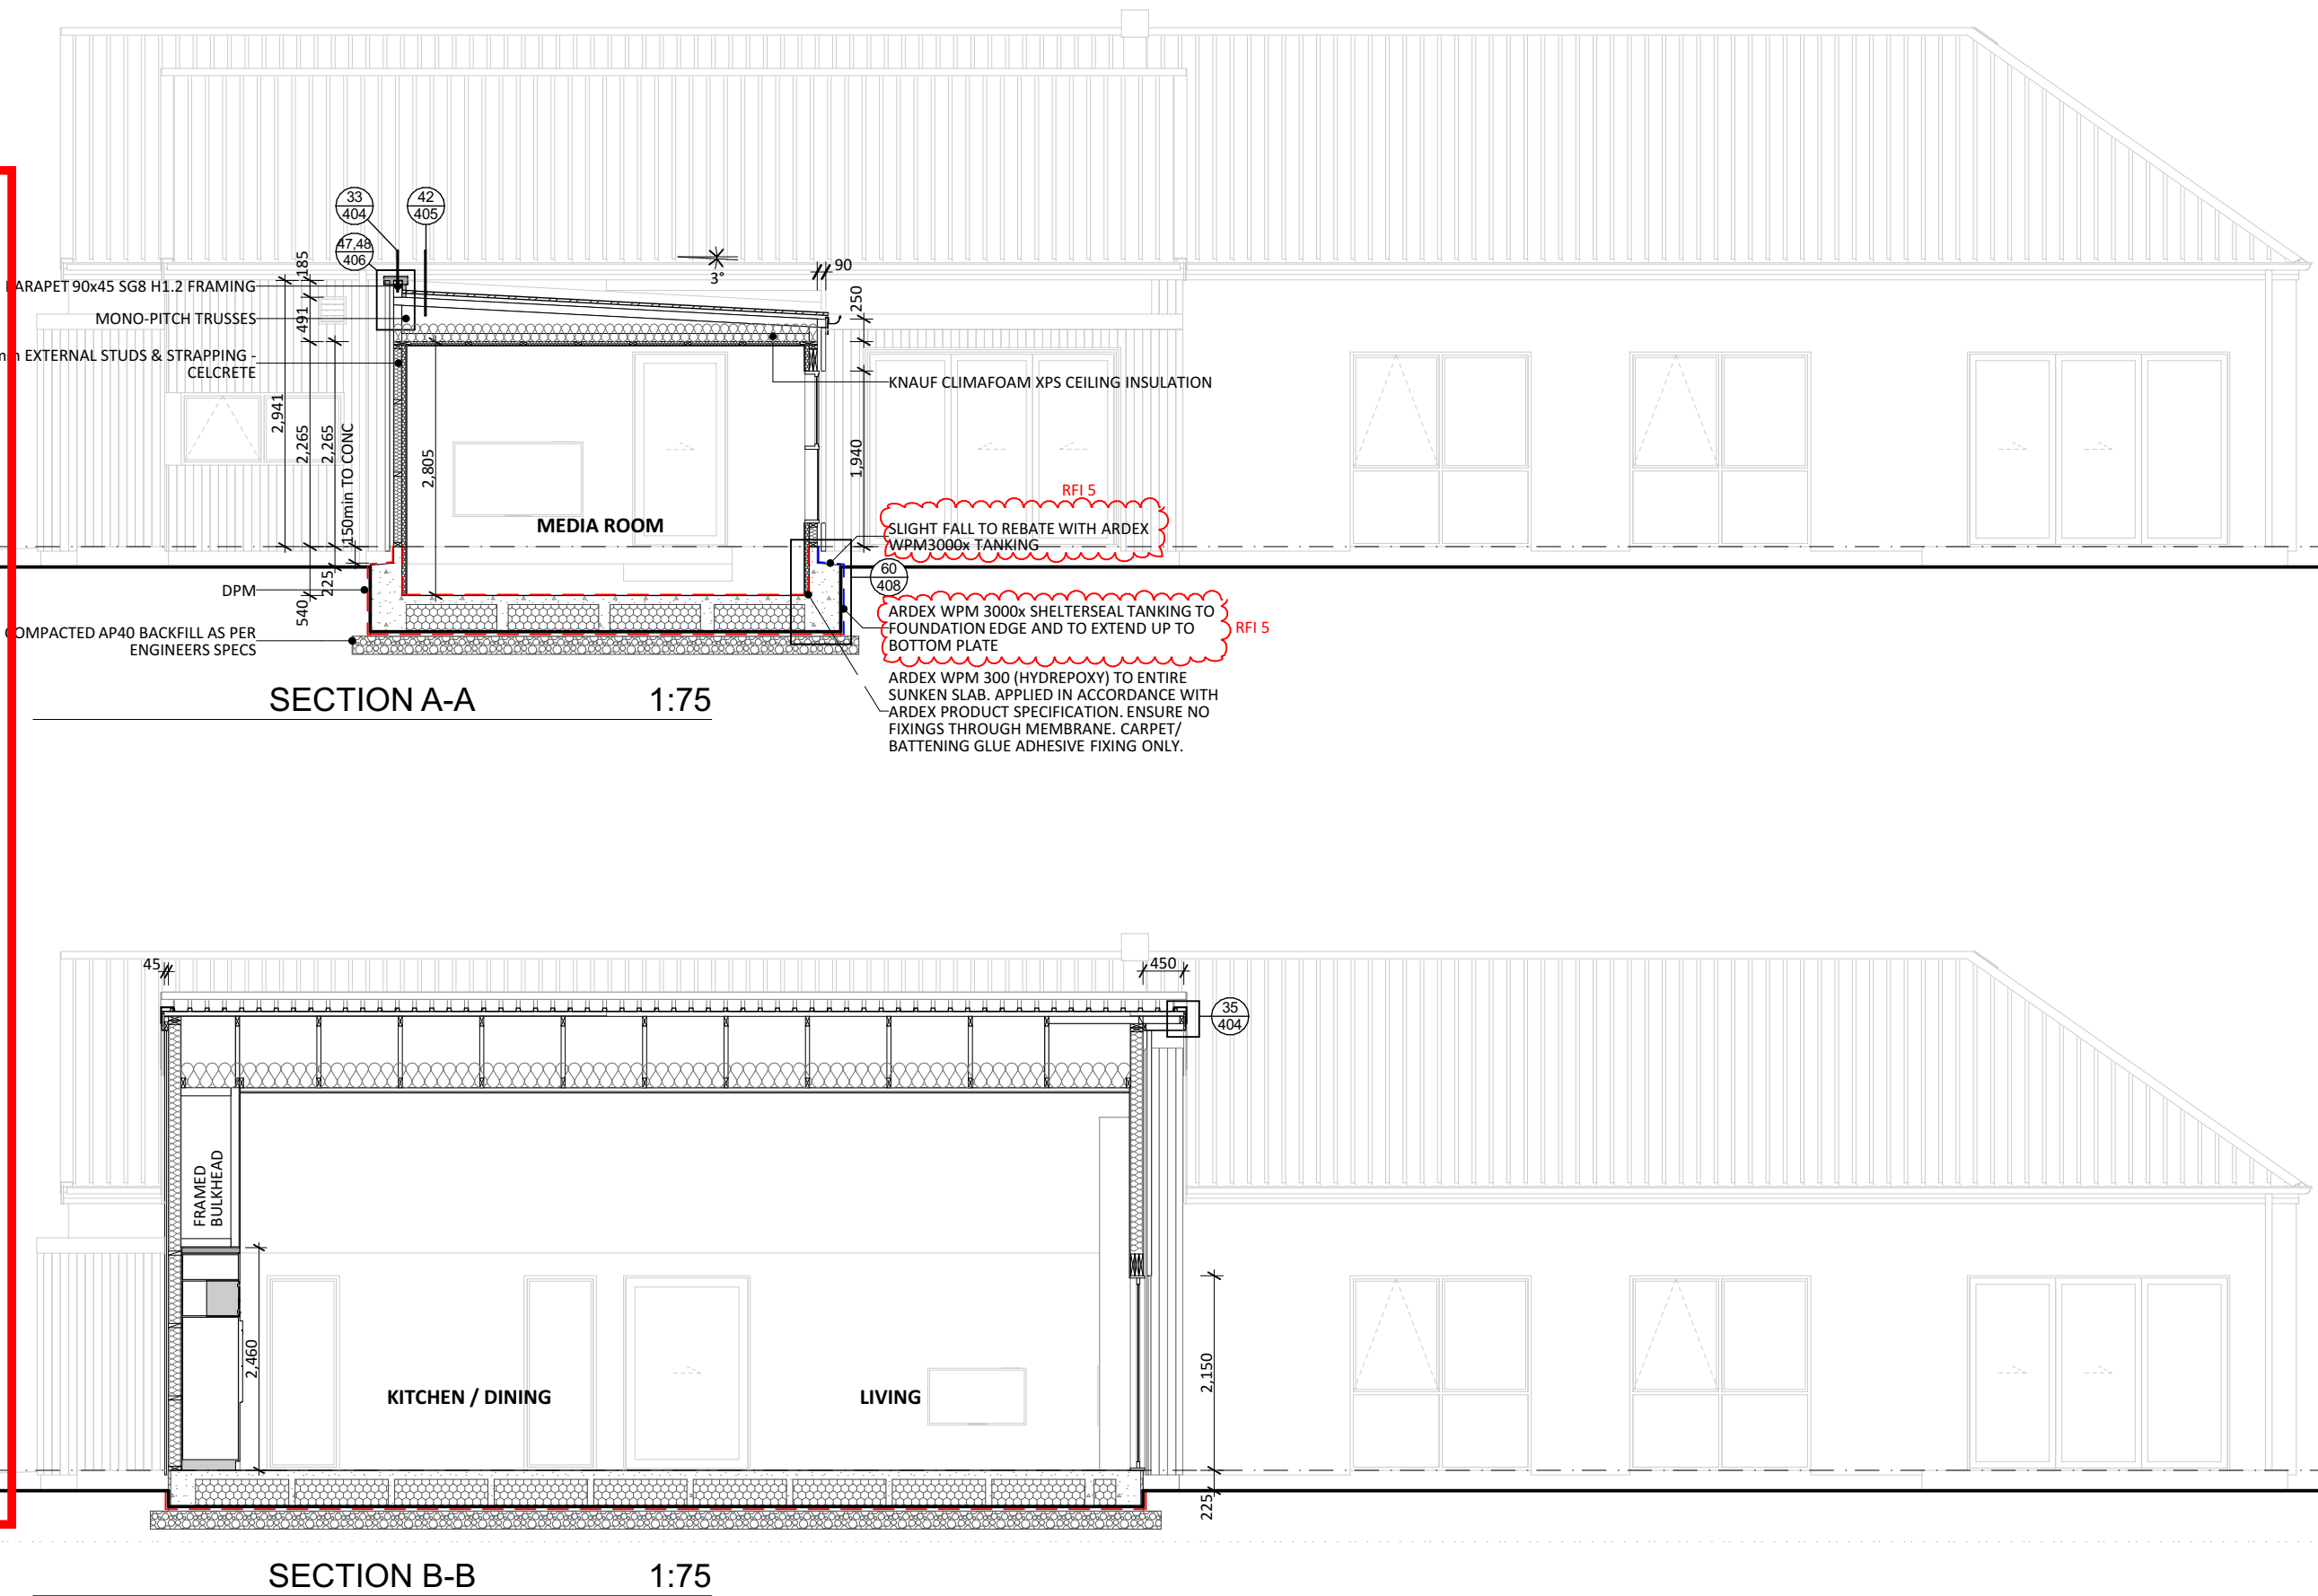 33
404
42
405
47,48
406
185
3°
90
PARAPET 90x45 SG8 H1.2 FRAMING
MONO-PITCH TRUSSES
491
250
EXTERNAL STUDS & STRAPPING -
CELCRETE
KNAUF CLIMAFOAM XPS CEILING INSULATION
2,941
2,265
2,265
150min TO CONC
2,805
1,940
MEDIA ROOM
RFI 5
SLIGHT FALL TO REBATE WITH ARDEX
WPM3000x TANKING
60
408
DPM
225
540
ARDEX WPM 3000x SHELTERSEAL TANKING TO
FOUNDATION EDGE AND TO EXTEND UP TO
BOTTOM PLATE
RFI 5
COMPACTED AP40 BACKFILL AS PER
ENGINEERS SPECS
ARDEX WPM 300 (HYDREPOXY) TO ENTIRE
SUNKEN SLAB. APPLIED IN ACCORDANCE WITH
ARDEX PRODUCT SPECIFICATION. ENSURE NO
FIXINGS THROUGH MEMBRANE. CARPET/
BATTENING GLUE ADHESIVE FIXING ONLY.
SECTION A-A 1:75
45
450
35
404
FRAMED
BULKHEAD
2,460
KITCHEN / DINING
LIVING
2,150
225
SECTION B-B 1:75